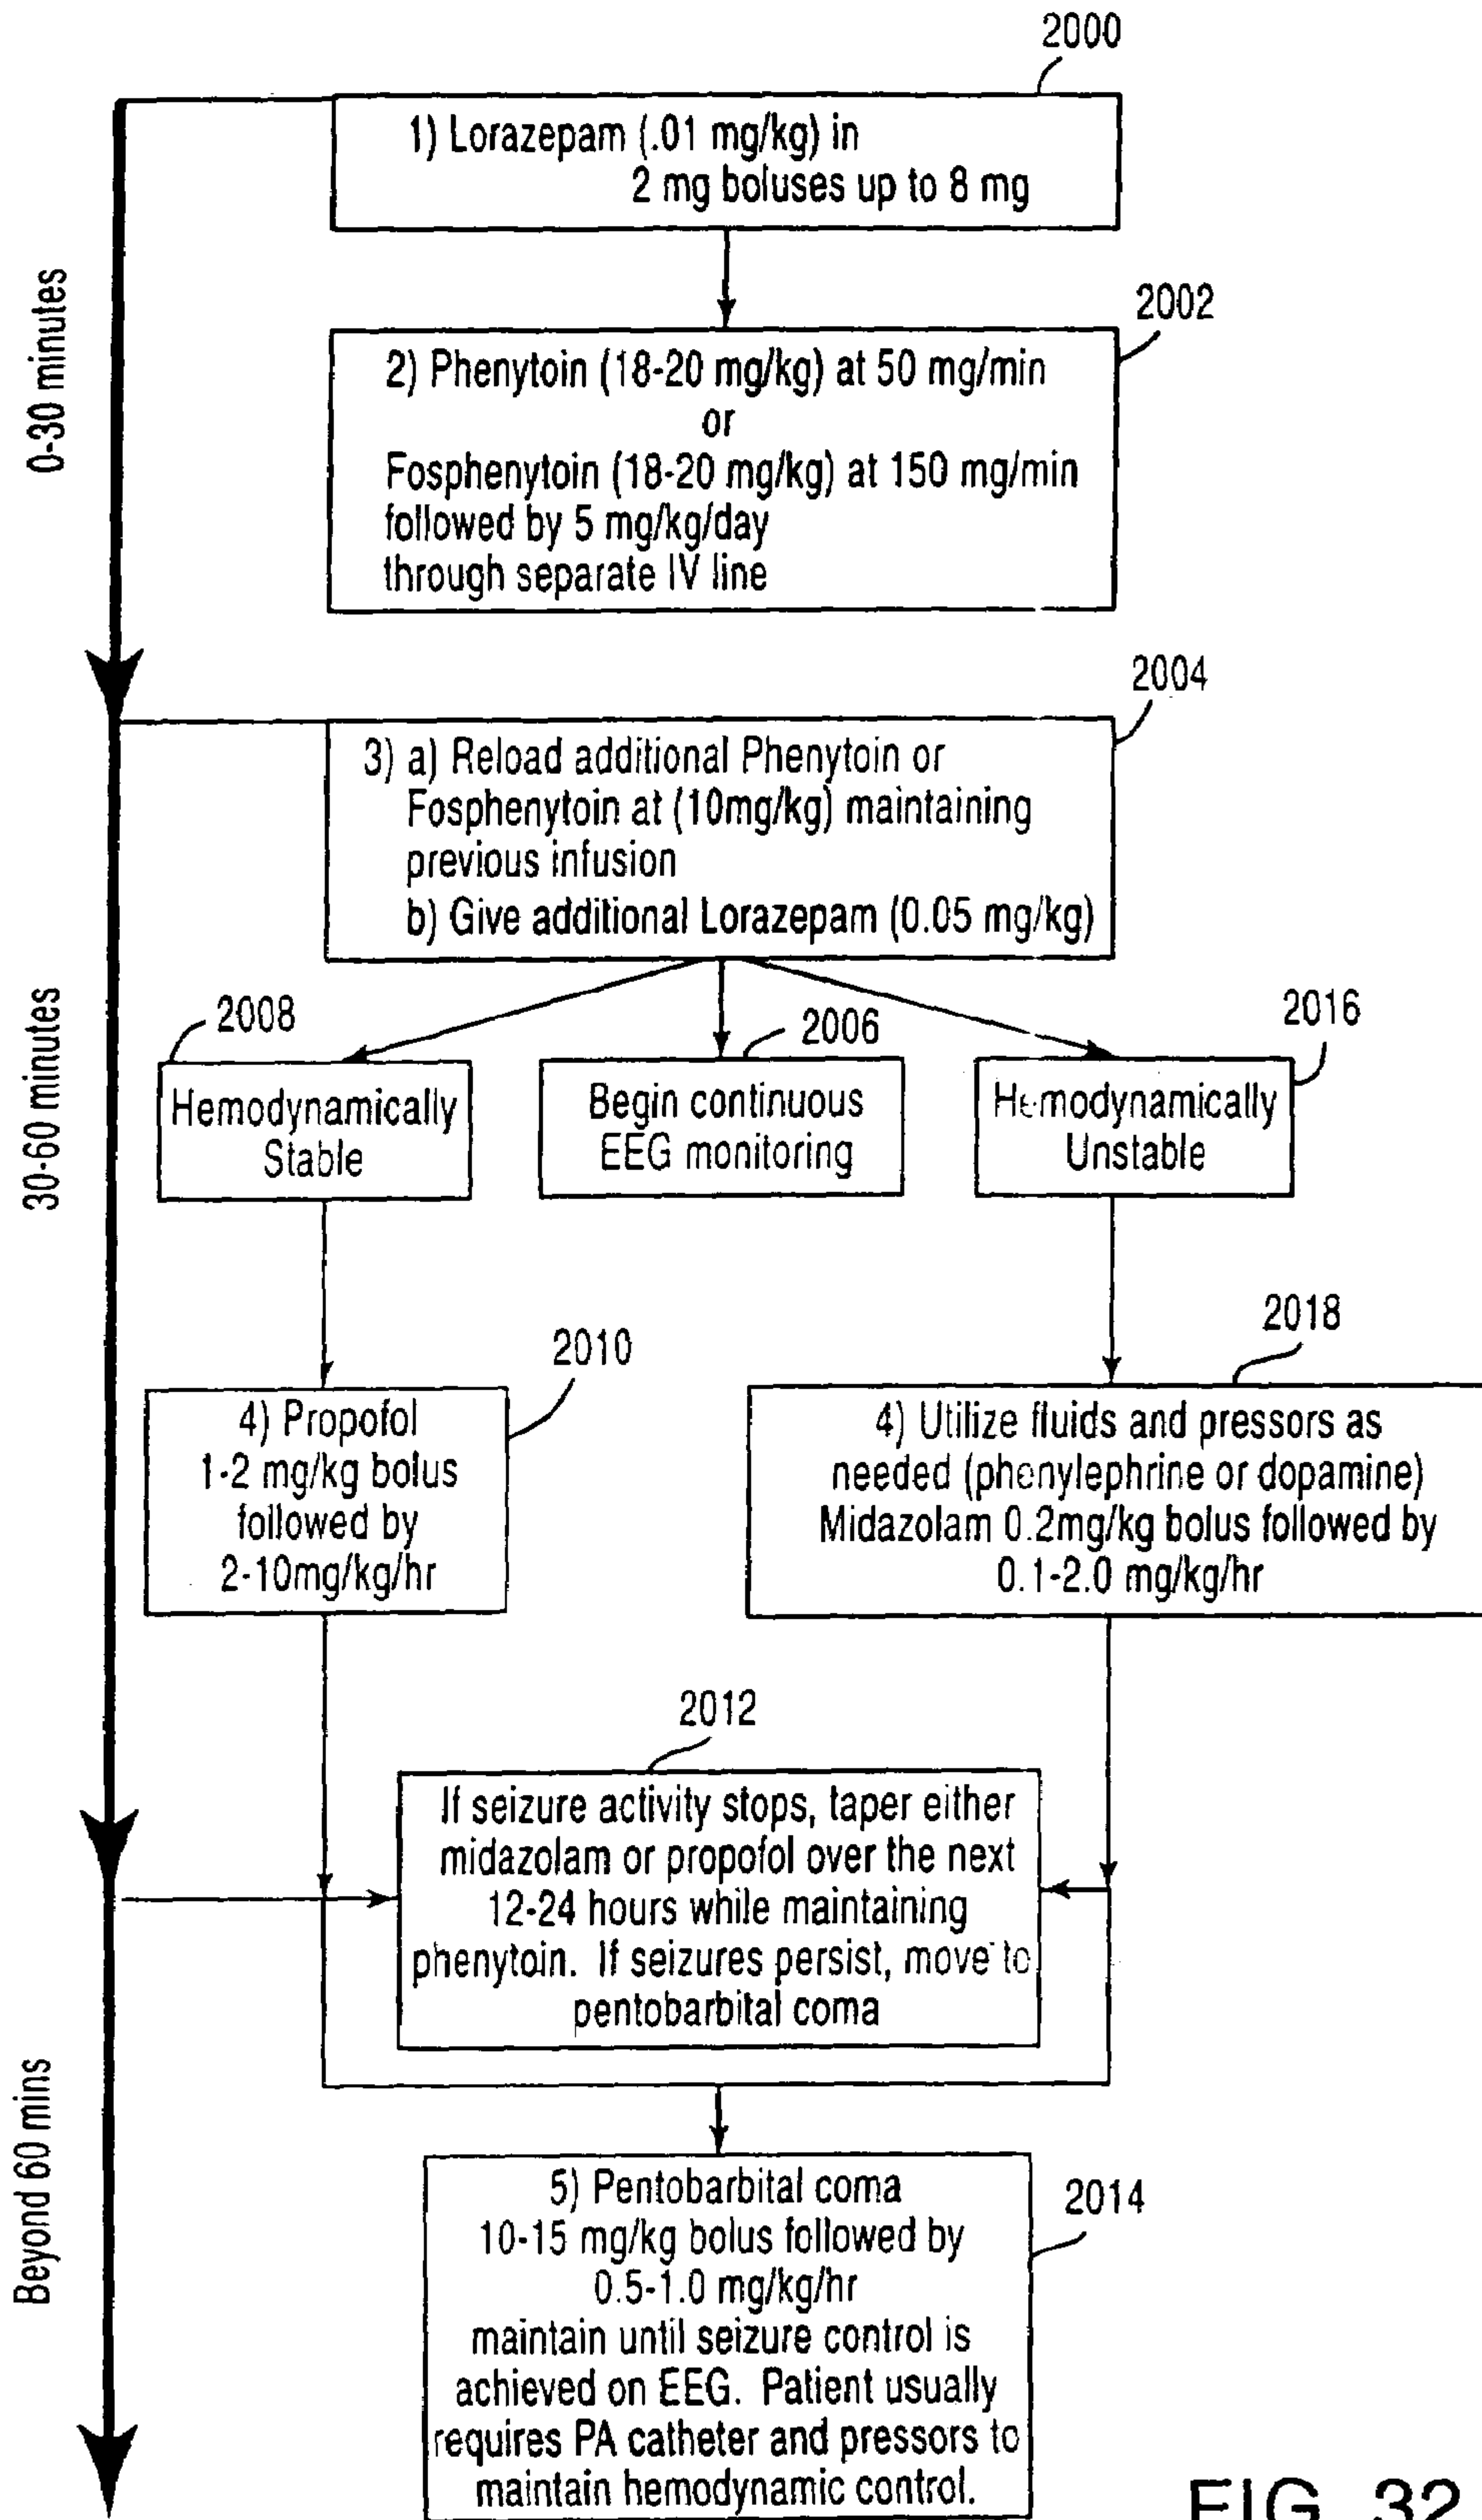 2000
1) Lorazepam (.01 mg/kg) in
2 mg boluses up to 8 mg
0-30 minutes
2002
2) Phenytoin (18-20 mg/kg) at 50 mg/min
or
Fosphenytoin (18-20 mg/kg) at 150 mg/min
followed by 5 mg/kg/day
through separate IV line
2004
3) a) Reload additional Phenytoin or
Fosphenytoin at (10mg/kg) maintaining
previous infusion
b) Give additional Lorazepam (0.05 mg/kg)
30-60 minutes
2008
Hemodynamically
Stable
2006
Begin continuous
EEG monitoring
2016
Hemodynamically
Unstable
2010
4) Propofol
1-2 mg/kg bolus
followed by
2-10mg/kg/hr
2018
4) Utilize fluids and pressors as
needed (phenylephrine or dopamine)
Midazolam 0.2mg/kg bolus followed by
0.1-2.0 mg/kg/hr
2012
If seizure activity stops, taper either
midazolam or propofol over the next
12-24 hours while maintaining
phenytoin. If seizures persist, move to
pentobarbital coma
Beyond 60 mins
2014
5) Pentobarbital coma
10-15 mg/kg bolus followed by
0.5-1.0 mg/kg/hr
maintain until seizure control is
achieved on EEG. Patient usually
requires PA catheter and pressors to
maintain hemodynamic control.
FIG. 32